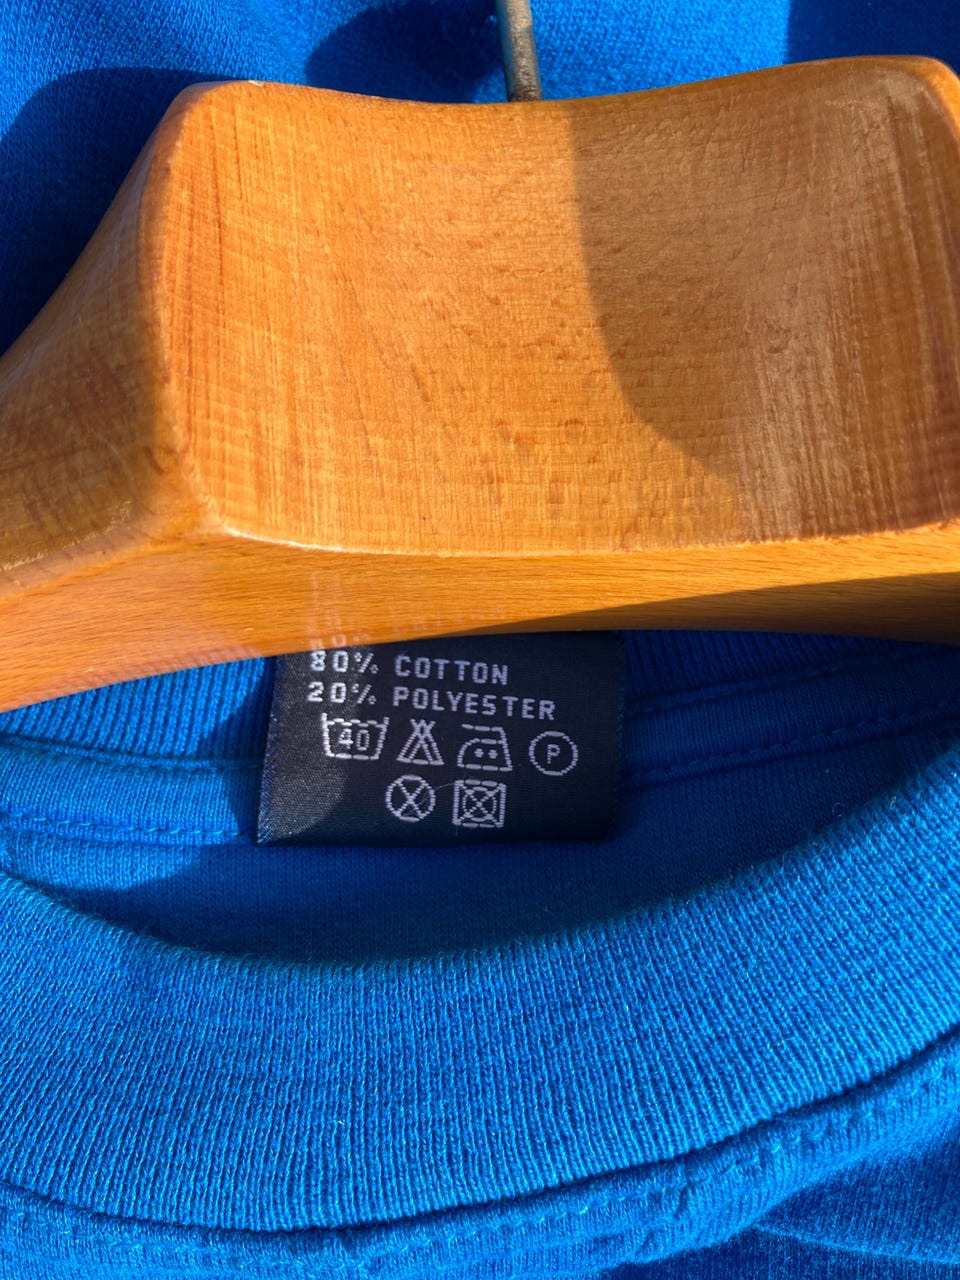 80% COTTON
20% POLYESTER
40
P